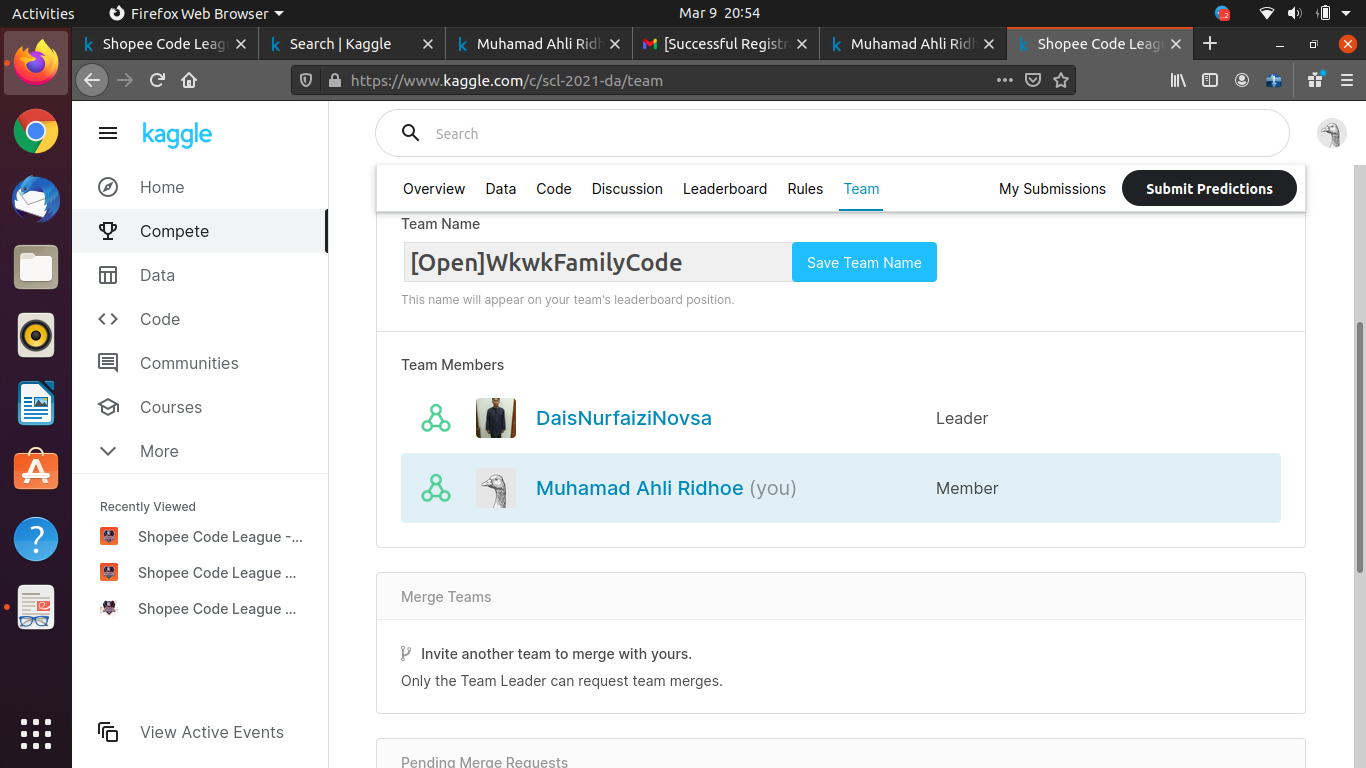 Activities
Firefox Web Browser
Mar 9 20:54
Shopee Code Leag
Search | Kaggle
Muhamad Ahli Ridh
[Successful Registr
Muhamad Ahli Ridh
Shopee Code Leag
https://www.kaggle.com/c/scl-2021-da/team
kaggle
Search
Home
Compete
Data
Code
Communities
Courses
More
Recently Viewed
Shopee Code League -...
Shopee Code League ...
Shopee Code League ...
View Active Events
Overview
Data
Code
Discussion
Leaderboard
Rules
Team
My Submissions
Submit Predictions
Team Name
[Open]WkwkFamilyCode
Save Team Name
This name will appear on your team's leaderboard position.
Team Members
DaisNurfaiziNovsa
Leader
Muhamad Ahli Ridhoe (you)
Member
Merge Teams
Invite another team to merge with yours.
Only the Team Leader can request team merges.
Pending Merge Requests